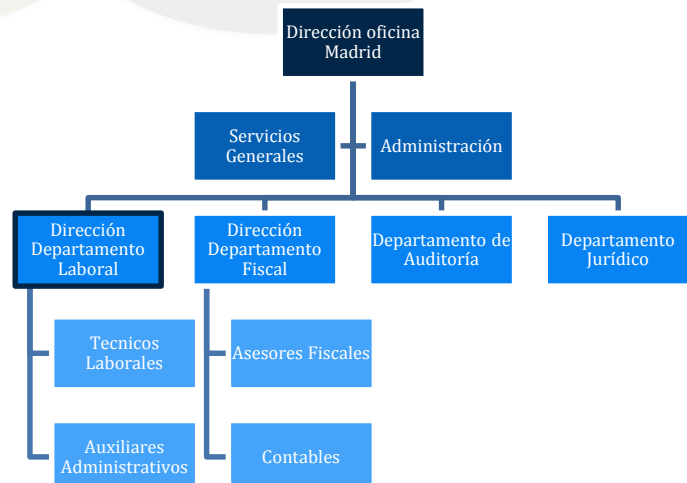 Dirección oficina
Madrid
Servicios
Generales
Administración
Dirección
Departamento
Laboral
Dirección
Departamento
Fiscal
Departamento de
Auditoría
Departamento
Jurídico
Tecnicos
Laborales
Asesores Fiscales
Auxiliares
Administrativos
Contables